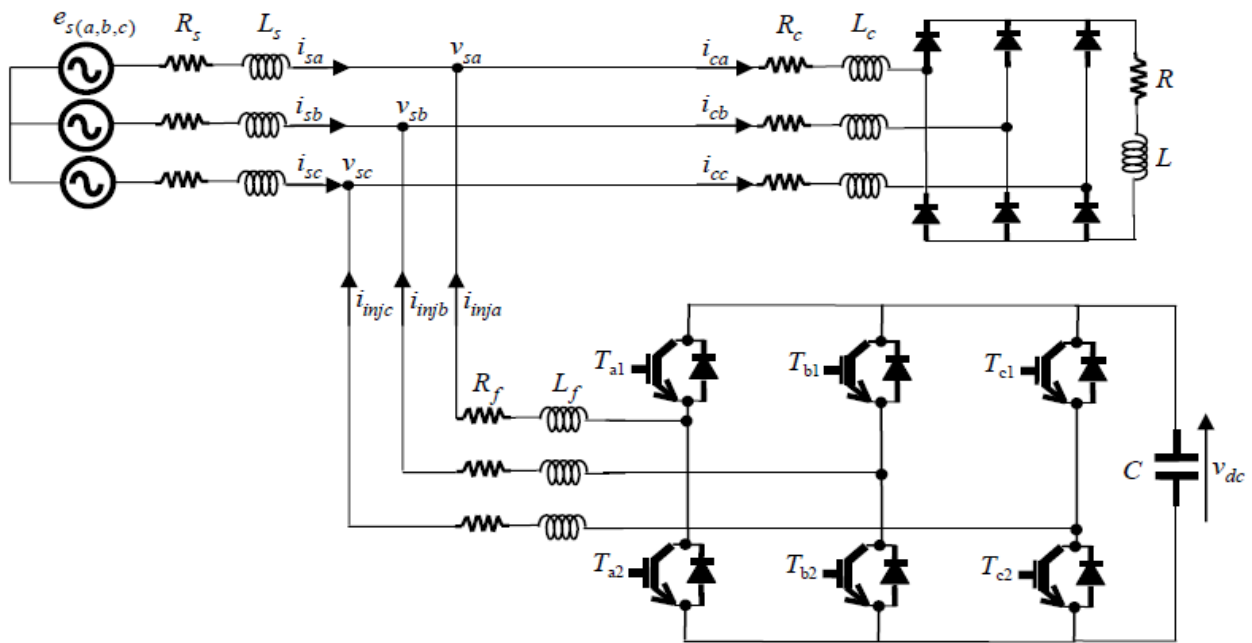 e_s(a,b,c)
R_s
L_s
i_sa
v_sa
i_ca
R_c
L_c
R
i_sb
v_sb
i_cb
L
i_sc
v_sc
i_cc
i_injc
i_injb
i_inja
T_a1
T_b1
T_c1
R_f
L_f
C
v_dc
T_a2
T_b2
T_c2